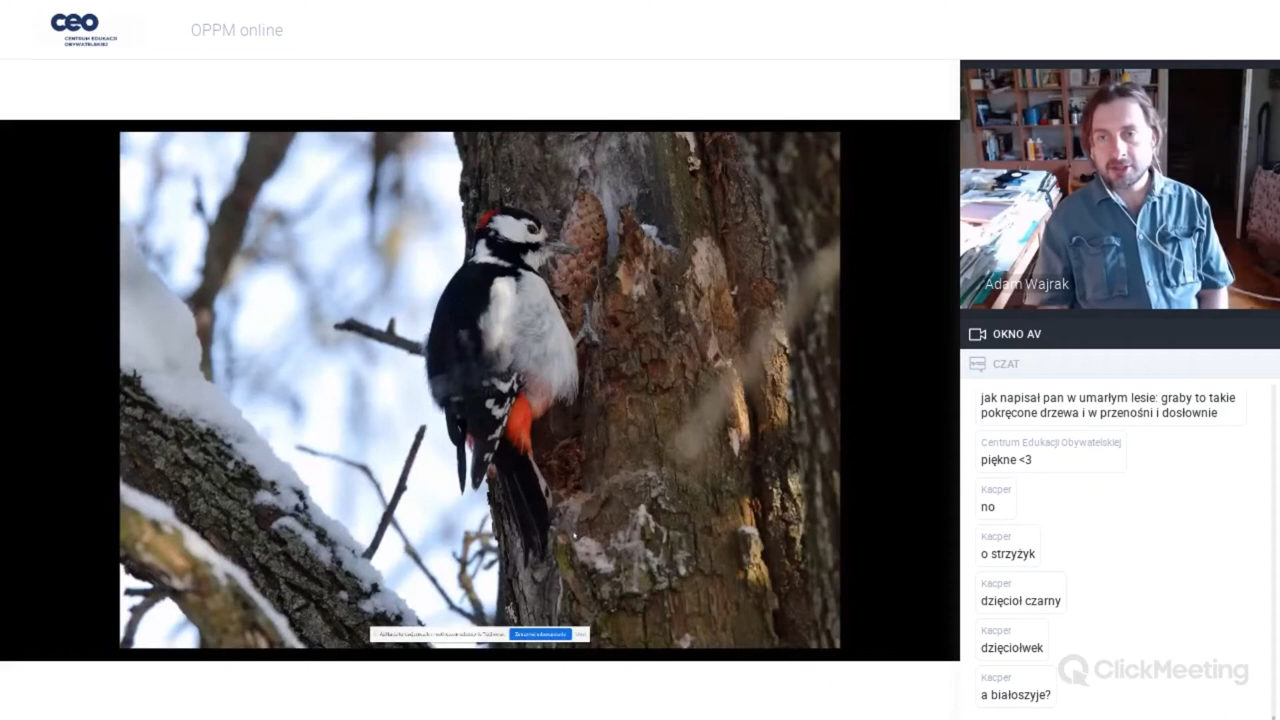 ceo
CENTRUM EDUKACJI
OBYWATELSKIEJ
OPPM online
Adam Wajrak
OKNO AV
CZAT
jak napisał pan w umarłym lesie: graby to takie
pokręcone drzewa i w przenośni i dosłownie
Centrum Edukacji Obywatelskiej
piękne <3
Kacper
no
Kacper
o strzyżyk
Kacper
dzięcioł czarny
Kacper
dzięciołwek
Kacper
a białoszyje?
ClickMeeting